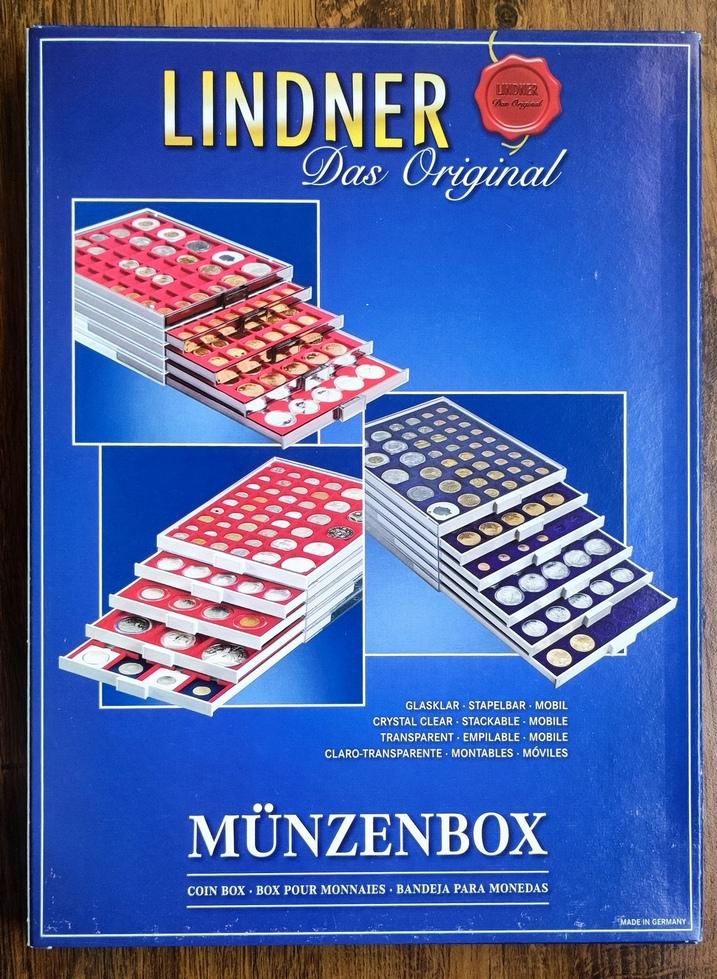 LINDNER
Das Original
LINDNER
Das Original
GLASKLAR · STAPELBAR · MOBIL
CRYSTAL CLEAR · STACKABLE · MOBILE
TRANSPARENT · EMPILABLE · MOBILE
CLARO-TRANSPARENTE · MONTABLES · MÓVILES
MÜNZENBOX
COIN BOX · BOX POUR MONNAIES · BANDEJA PARA MONEDAS
MADE IN GERMANY